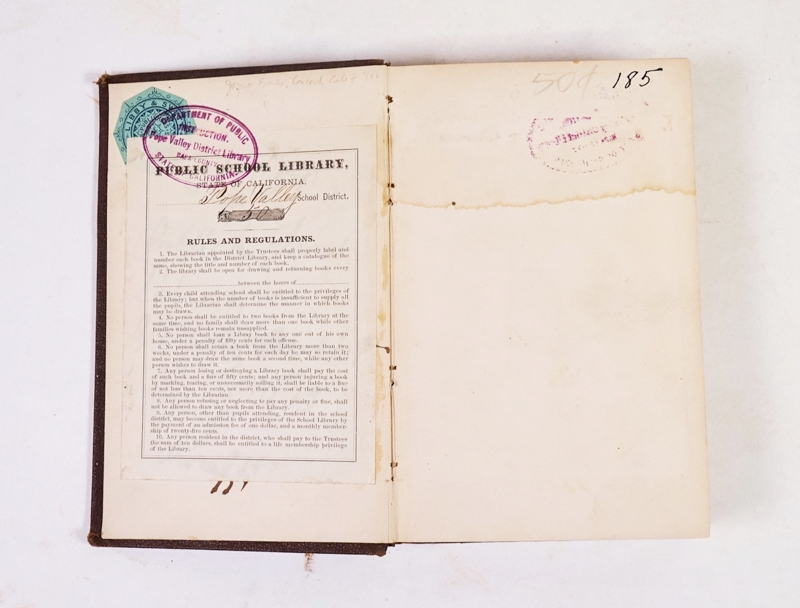 LIBBY & S
DEPARTMENT OF PUBLIC
INSTRUCTION.
Pope Valley District Library
NAPA COUNTY
STATE OF CALIFORNIA
PUBLIC SCHOOL LIBRARY,
STATE OF CALIFORNIA.
Pope Valley School District.
50
RULES AND REGULATIONS.
1. The Librarian appointed by the Trustees shall properly label and
number each book in the District Library, and keep a catalogue of the
same, showing the title and number of each book.
2. The library shall be open for drawing and returning books every
between the hours of
3. Every child attending school shall be entitled to the privileges of
the Library; but when the number of books is insufficient to supply all
the pupils, the Librarian shall determine the manner in which books
may be drawn.
4. No person shall be entitled to two books from the Library at the
same time, and no family shall draw more than one book while other
families wishing books remain unsupplied.
5. No person shall loan a Library book to any one out of his own
house, under a penalty of fifty cents for each offense.
6. No person shall retain a book from the Library more than two
weeks, under a penalty of ten cents for each day he may so retain it;
and no person may draw the same book a second time, while any other
person wishes to draw it.
7. Any person losing or destroying a Library book shall pay the cost
of such book and a fine of fifty cents; and any person injuring a book
by marking, tearing, or unnecessarily soiling it, shall be liable to a fine
of not less than ten cents, nor more than the cost of the book, to be
determined by the Librarian.
8. Any person refusing or neglecting to pay any penalty or fine, shall
not be allowed to draw any book from the Library.
9. Any person, other than pupils attending, resident in the school
district, may become entitled to the privileges of the School Library by
the payment of an admission fee of one dollar, and a monthly member-
ship of twenty-five cents.
10. Any person resident in the district, who shall pay to the Trustees
the sum of ten dollars, shall be entitled to a life membership privilege
of the Library.
50¢
185